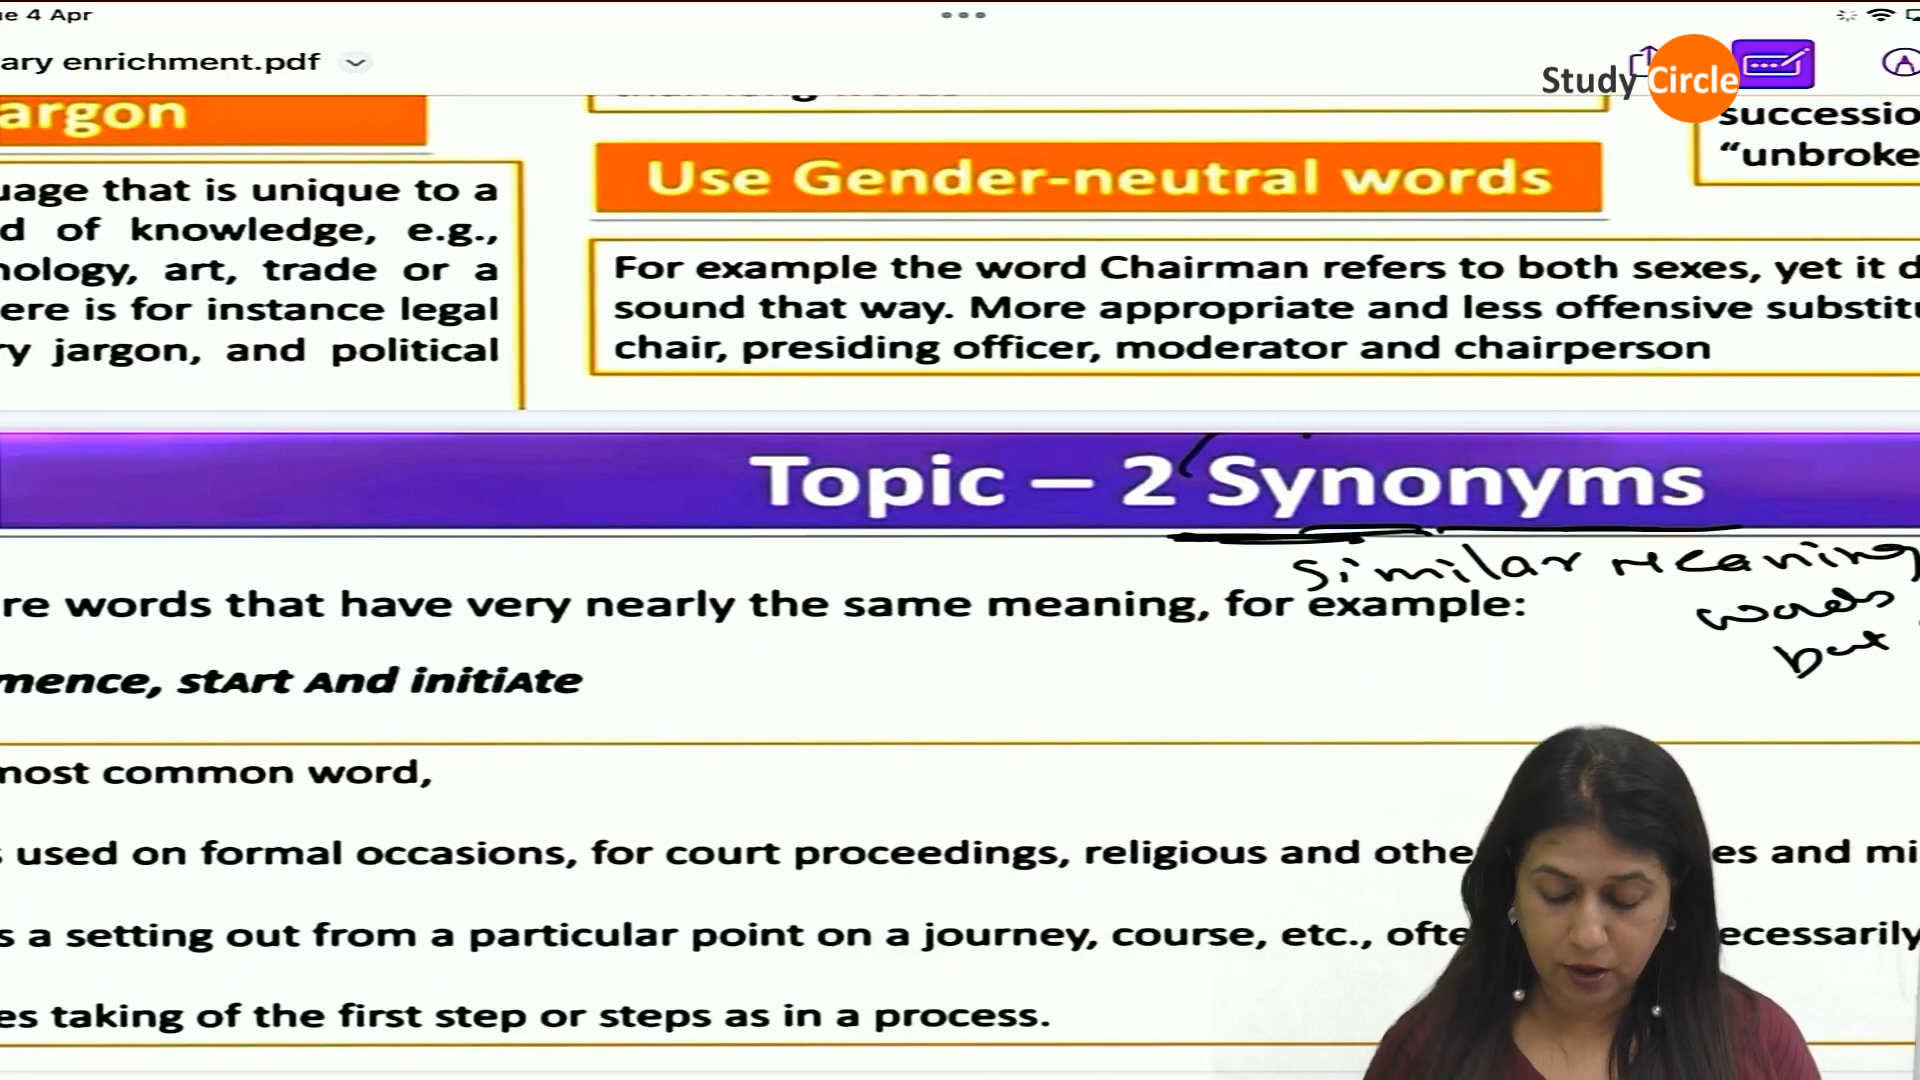 e 4 Apr
ary enrichment.pdf
Study Circle
argon
uage that is unique to a
d of knowledge, e.g.,
nology, art, trade or a
ere is for instance legal
ry jargon, and political
Use Gender-neutral words
For example the word Chairman refers to both sexes, yet it d
sound that way. More appropriate and less offensive substitu
chair, presiding officer, moderator and chairperson
successio
“unbroke
Topic – 2 Synonyms
Similar Meaning
words
but
re words that have very nearly the same meaning, for example:
mence, stArt And initiAte
most common word,
s used on formal occasions, for court proceedings, religious and othe es and mi
s a setting out from a particular point on a journey, course, etc., ofte ecessarily
es taking of the first step or steps as in a process.